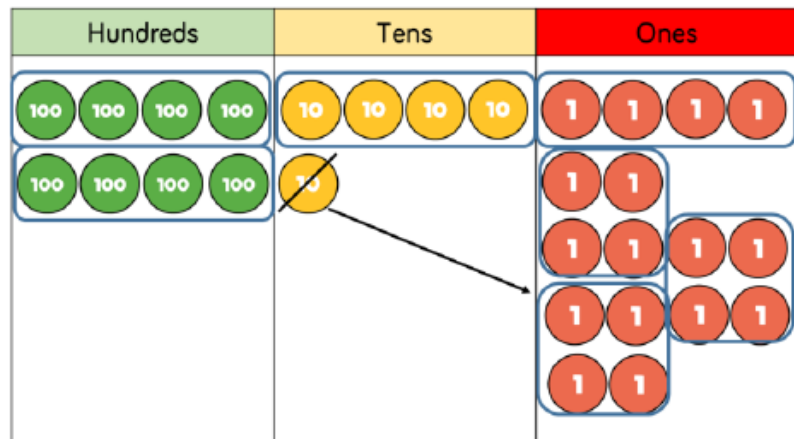 Hundreds Tens Ones
100 100 100 100 10 10 10 10 1 1 1 1
100 100 100 100 10 1 1
1 1 1 1
1 1 1 1
1 1